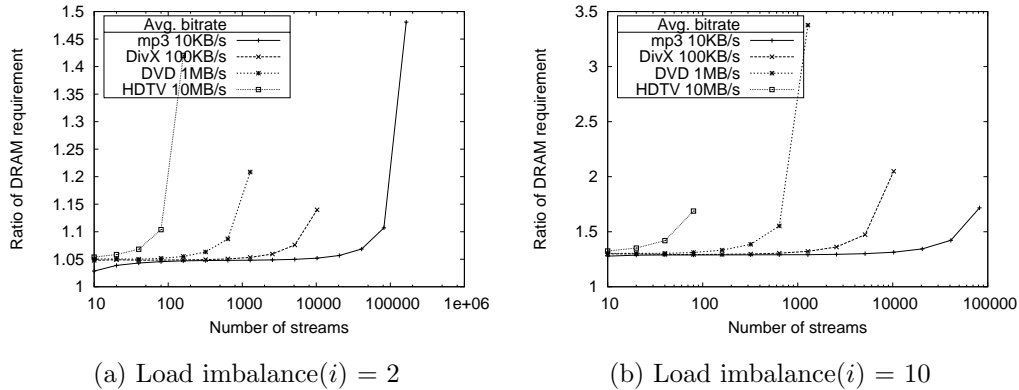 Ratio of DRAM requirement
1.5
1.45
1.4
1.35
1.3
1.25
1.2
1.15
1.1
1.05
1
Avg. bitrate
mp3 10KB/s
DivX 100KB/s
DVD 1MB/s
HDTV 10MB/s
10 100 1000 10000 100000 1e+06
Number of streams
(a) Load imbalance(i) = 2
Ratio of DRAM requirement
3.5
3
2.5
2
1.5
1
Avg. bitrate
mp3 10KB/s
DivX 100KB/s
DVD 1MB/s
HDTV 10MB/s
10 100 1000 10000 100000
Number of streams
(b) Load imbalance(i) = 10